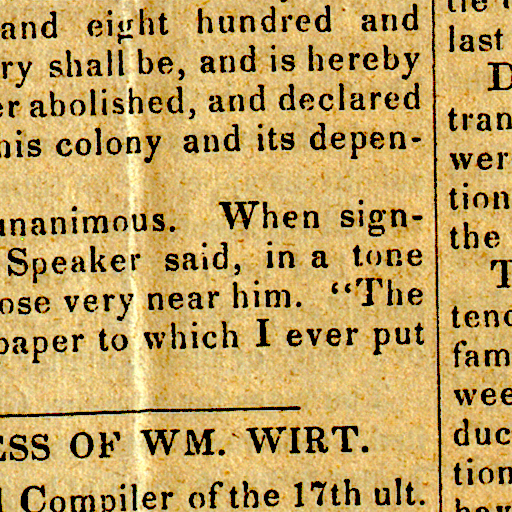 and eight hundred and
ry shall be, and is hereby
er abolished, and declared
his colony and its depen-
unanimous. When sign-
Speaker said, in a tone
ose very near him. "The
paper to which I ever put
ESS OF WM. WIRT.
Compiler of the 17th ult.
last
D
tran
wer
tion
the
T
tend
fam
wee
duc
tion